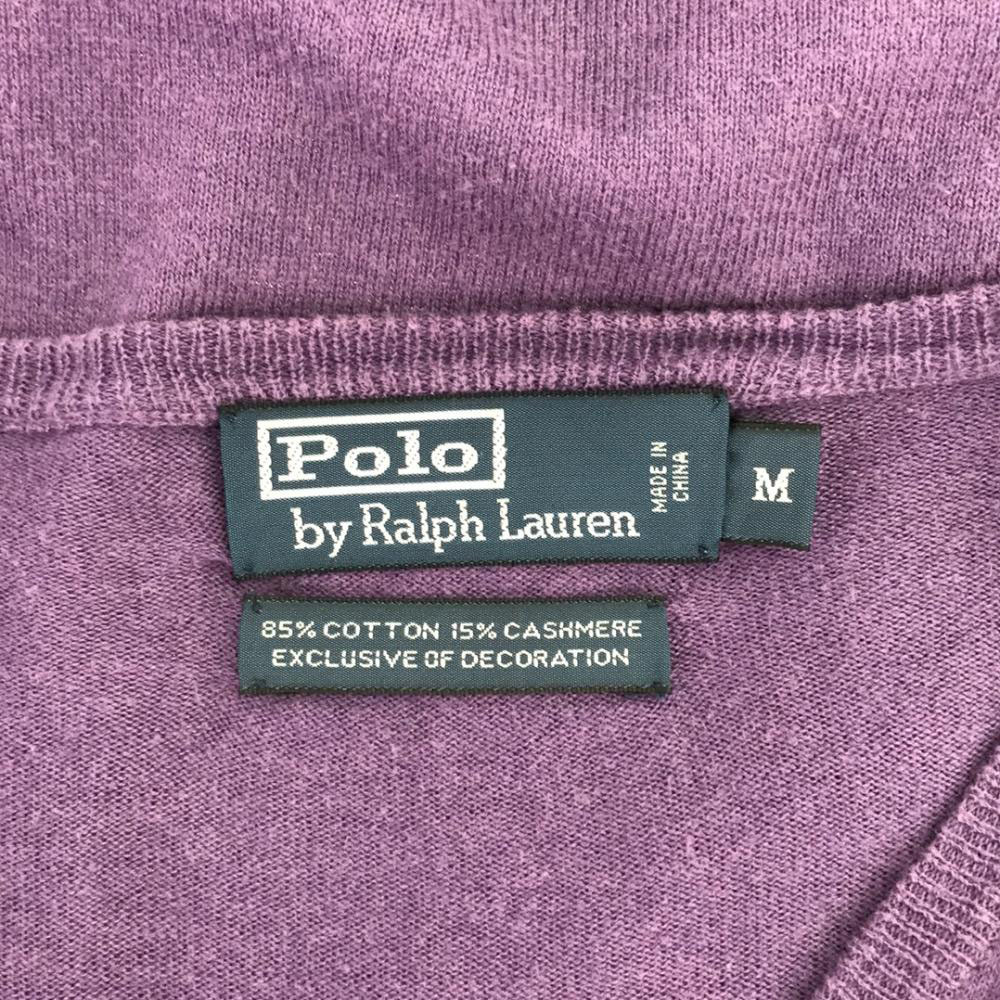 Polo
by Ralph Lauren
MADE IN
CHINA
M
85% COTTON 15% CASHMERE
EXCLUSIVE OF DECORATION